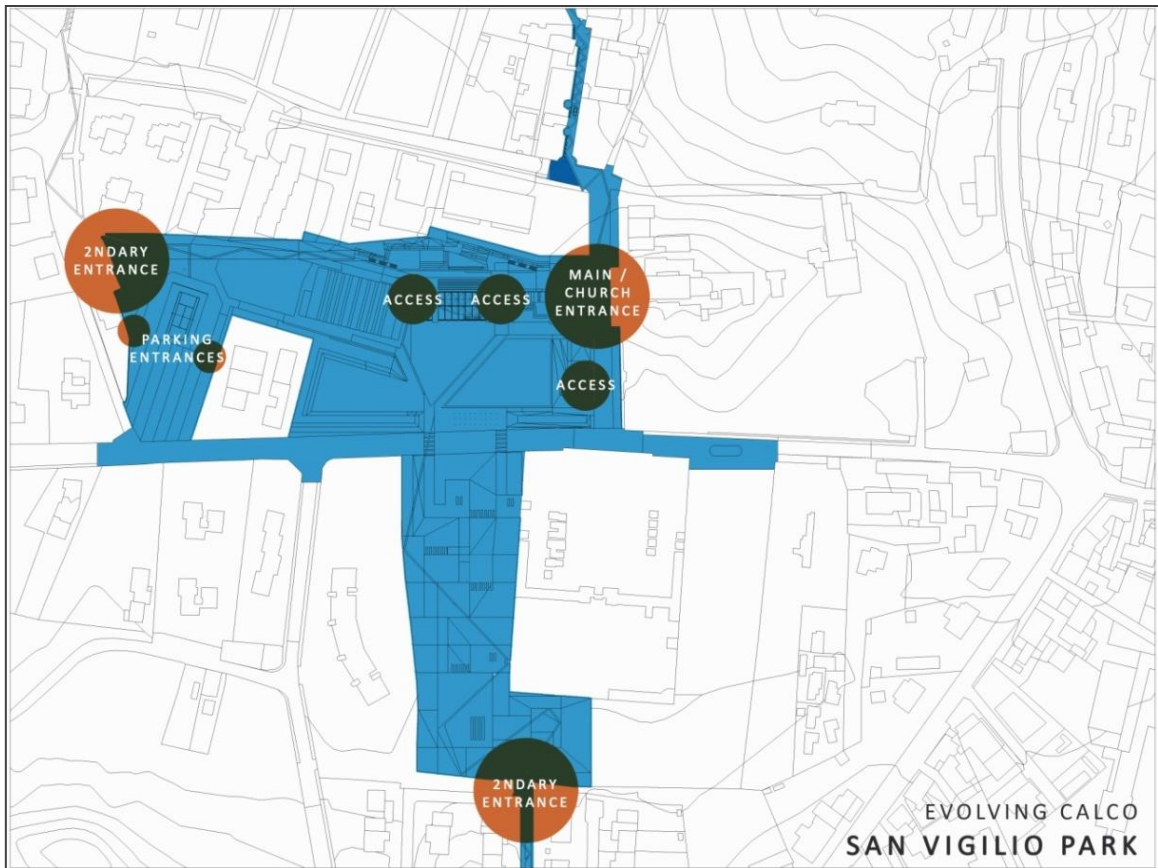 2NDARY
ENTRANCE
MAIN /
CHURCH
ENTRANCE
ACCESS
ACCESS
PARKING
ENTRANCES
ACCESS
2NDARY
ENTRANCE
EVOLVING CALCO
SAN VIGILIO PARK